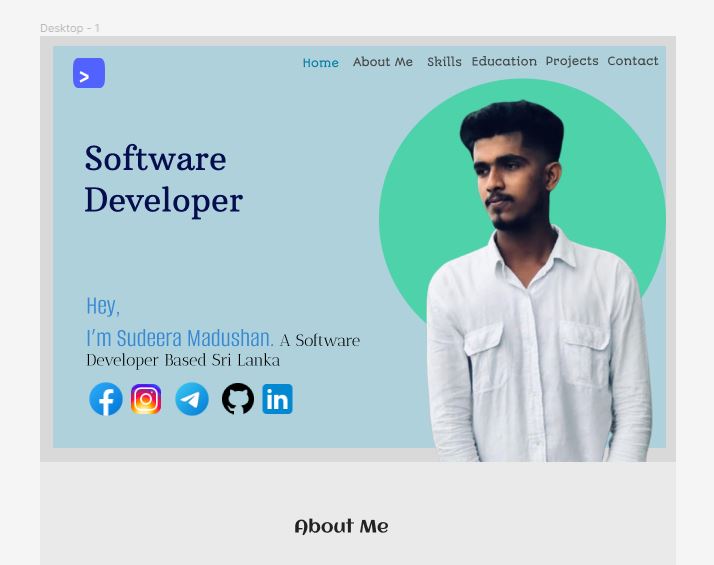 Desktop - 1
>
Home About Me Skills Education Projects Contact
Software
Developer
Hey,
I'm Sudeera Madushan. A Software
Developer Based Sri Lanka
f
in
About Me